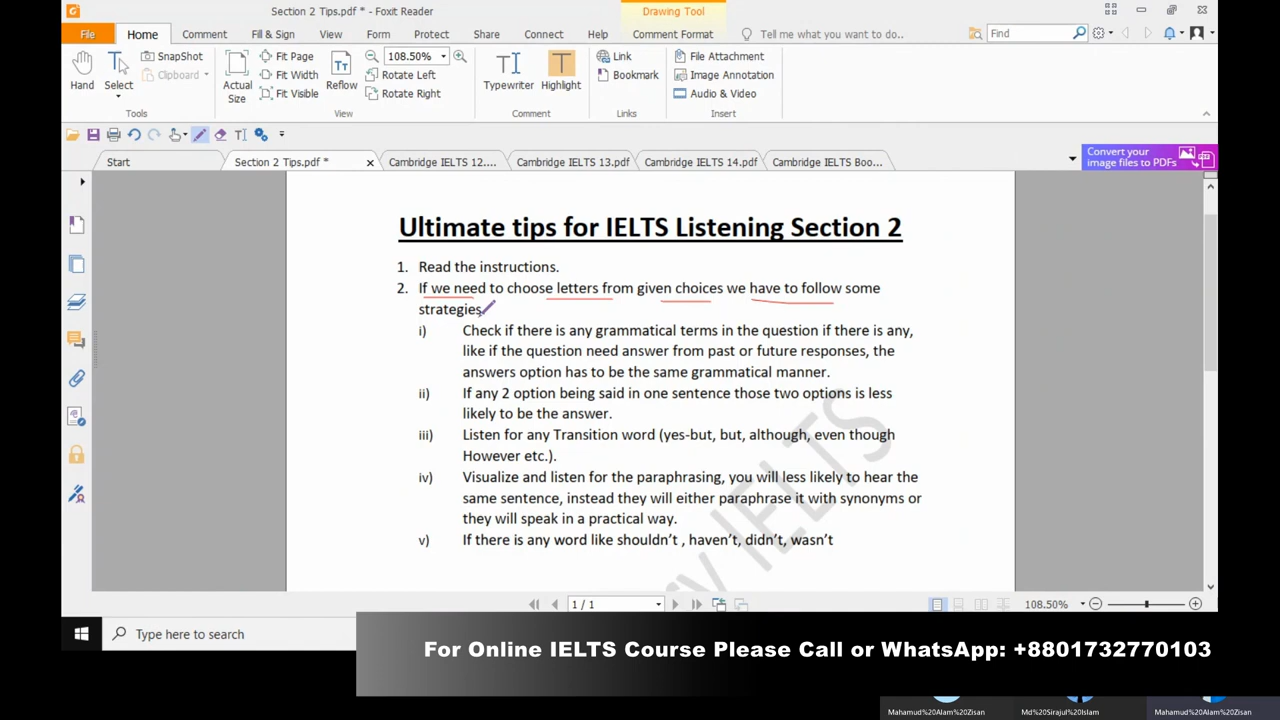 Section 2 Tips.pdf * - Foxit Reader
Drawing Tool
File Home Comment Fill & Sign View Form Protect Share Connect Help Comment Format Tell me what you want to do... Find
SnapShot Fit Page 108.50% Link File Attachment
Clipboard Fit Width Rotate Left Bookmark Image Annotation
Hand Select Actual Size Reflow Fit Visible Rotate Right Typewriter Highlight Audio & Video
Tools View Comment Links Insert
Start Section 2 Tips.pdf * Cambridge IELTS 12.... Cambridge IELTS 13.pdf Cambridge IELTS 14.pdf Cambridge IELTS Boo...
Convert your
image files to PDFs
Ultimate tips for IELTS Listening Section 2
1. Read the instructions.
2. If we need to choose letters from given choices we have to follow some
strategies
i) Check if there is any grammatical terms in the question if there is any,
like if the question need answer from past or future responses, the
answers option has to be the same grammatical manner.
ii) If any 2 option being said in one sentence those two options is less
likely to be the answer.
iii) Listen for any Transition word (yes-but, but, although, even though
However etc.).
iv) Visualize and listen for the paraphrasing, you will less likely to hear the
same sentence, instead they will either paraphrase it with synonyms or
they will speak in a practical way.
v) If there is any word like shouldn't , haven't, didn't, wasn't
IELTS
1 / 1 108.50%
Type here to search
For Online IELTS Course Please Call or WhatsApp: +8801732770103
Mahamud%20Alam%20Zisan Md%20Sirajul%20Islam Mahamud%20Alam%20Zisan